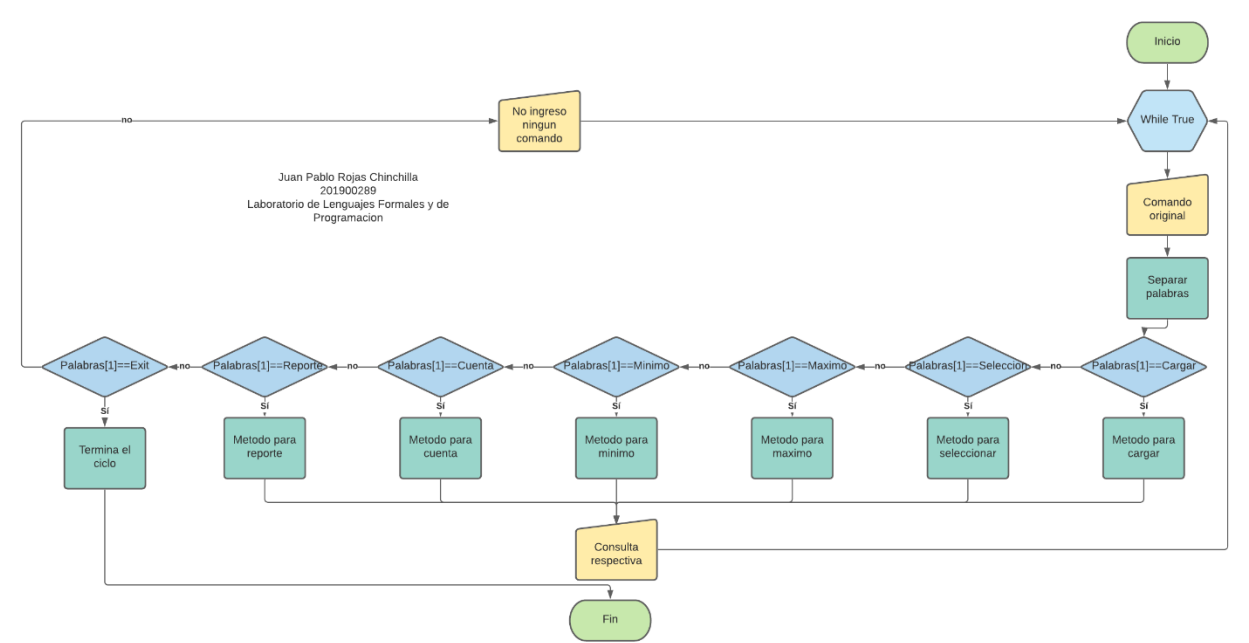 Inicio
No ingreso
ningun
comando
no
While True
Juan Pablo Rojas Chinchilla
201900289
Laboratorio de Lenguajes Formales y de
Programacion
Comando
original
Separar
palabras
Palabras[1]==Exit
no
Palabras[1]==Reporte
no
Palabras[1]==Cuenta
no
Palabras[1]==Minimo
no
Palabras[1]==Maximo
no
Palabras[1]==Seleccion
no
Palabras[1]==Cargar
Sí
Sí
Sí
Sí
Sí
Sí
Sí
Termina el
ciclo
Metodo para
reporte
Metodo para
cuenta
Metodo para
minimo
Metodo para
maximo
Metodo para
seleccionar
Metodo para
cargar
Consulta
respectiva
Fin